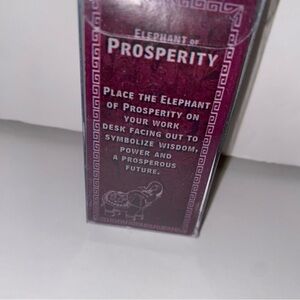 ELEPHANT OF
PROSPERITY
PLACE THE ELEPHANT
OF PROSPERITY ON
YOUR WORK
DESK FACING OUT TO
SYMBOLIZE WISDOM,
POWER AND
A PROSPEROUS
FUTURE.